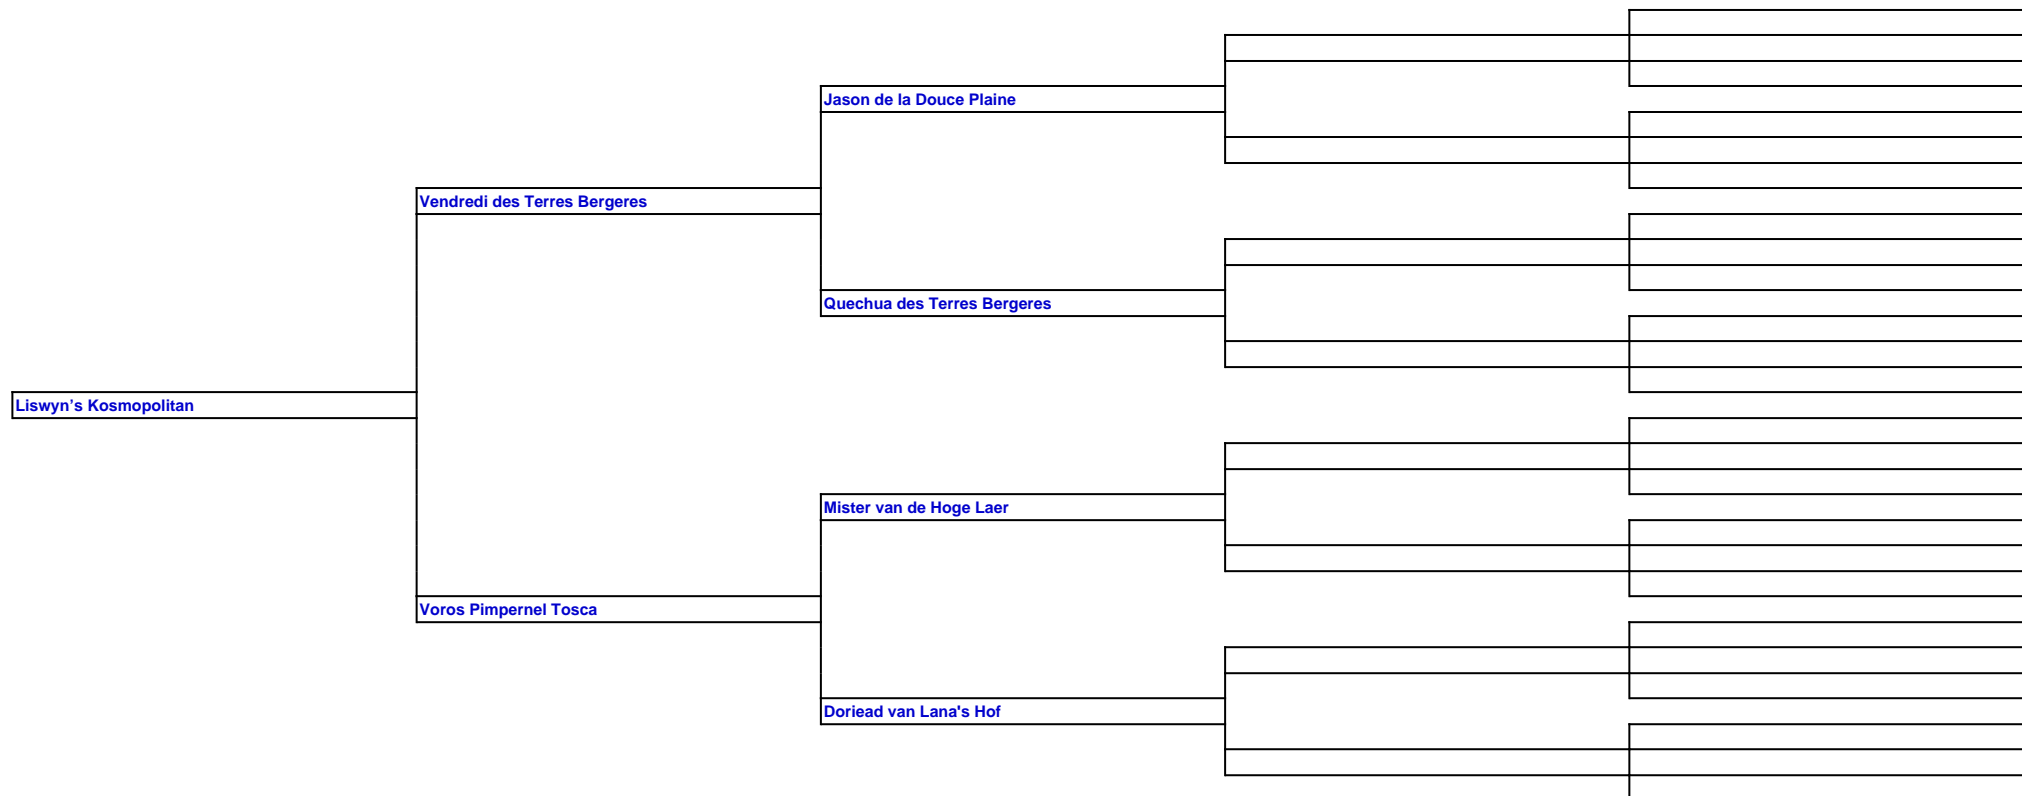 Jason de la Douce Plaine
Vendredi des Terres Bergeres
Quechua des Terres Bergeres
Liswyn’s Kosmopolitan
Mister van de Hoge Laer
Voros Pimpernel Tosca
Doriead van Lana's Hof